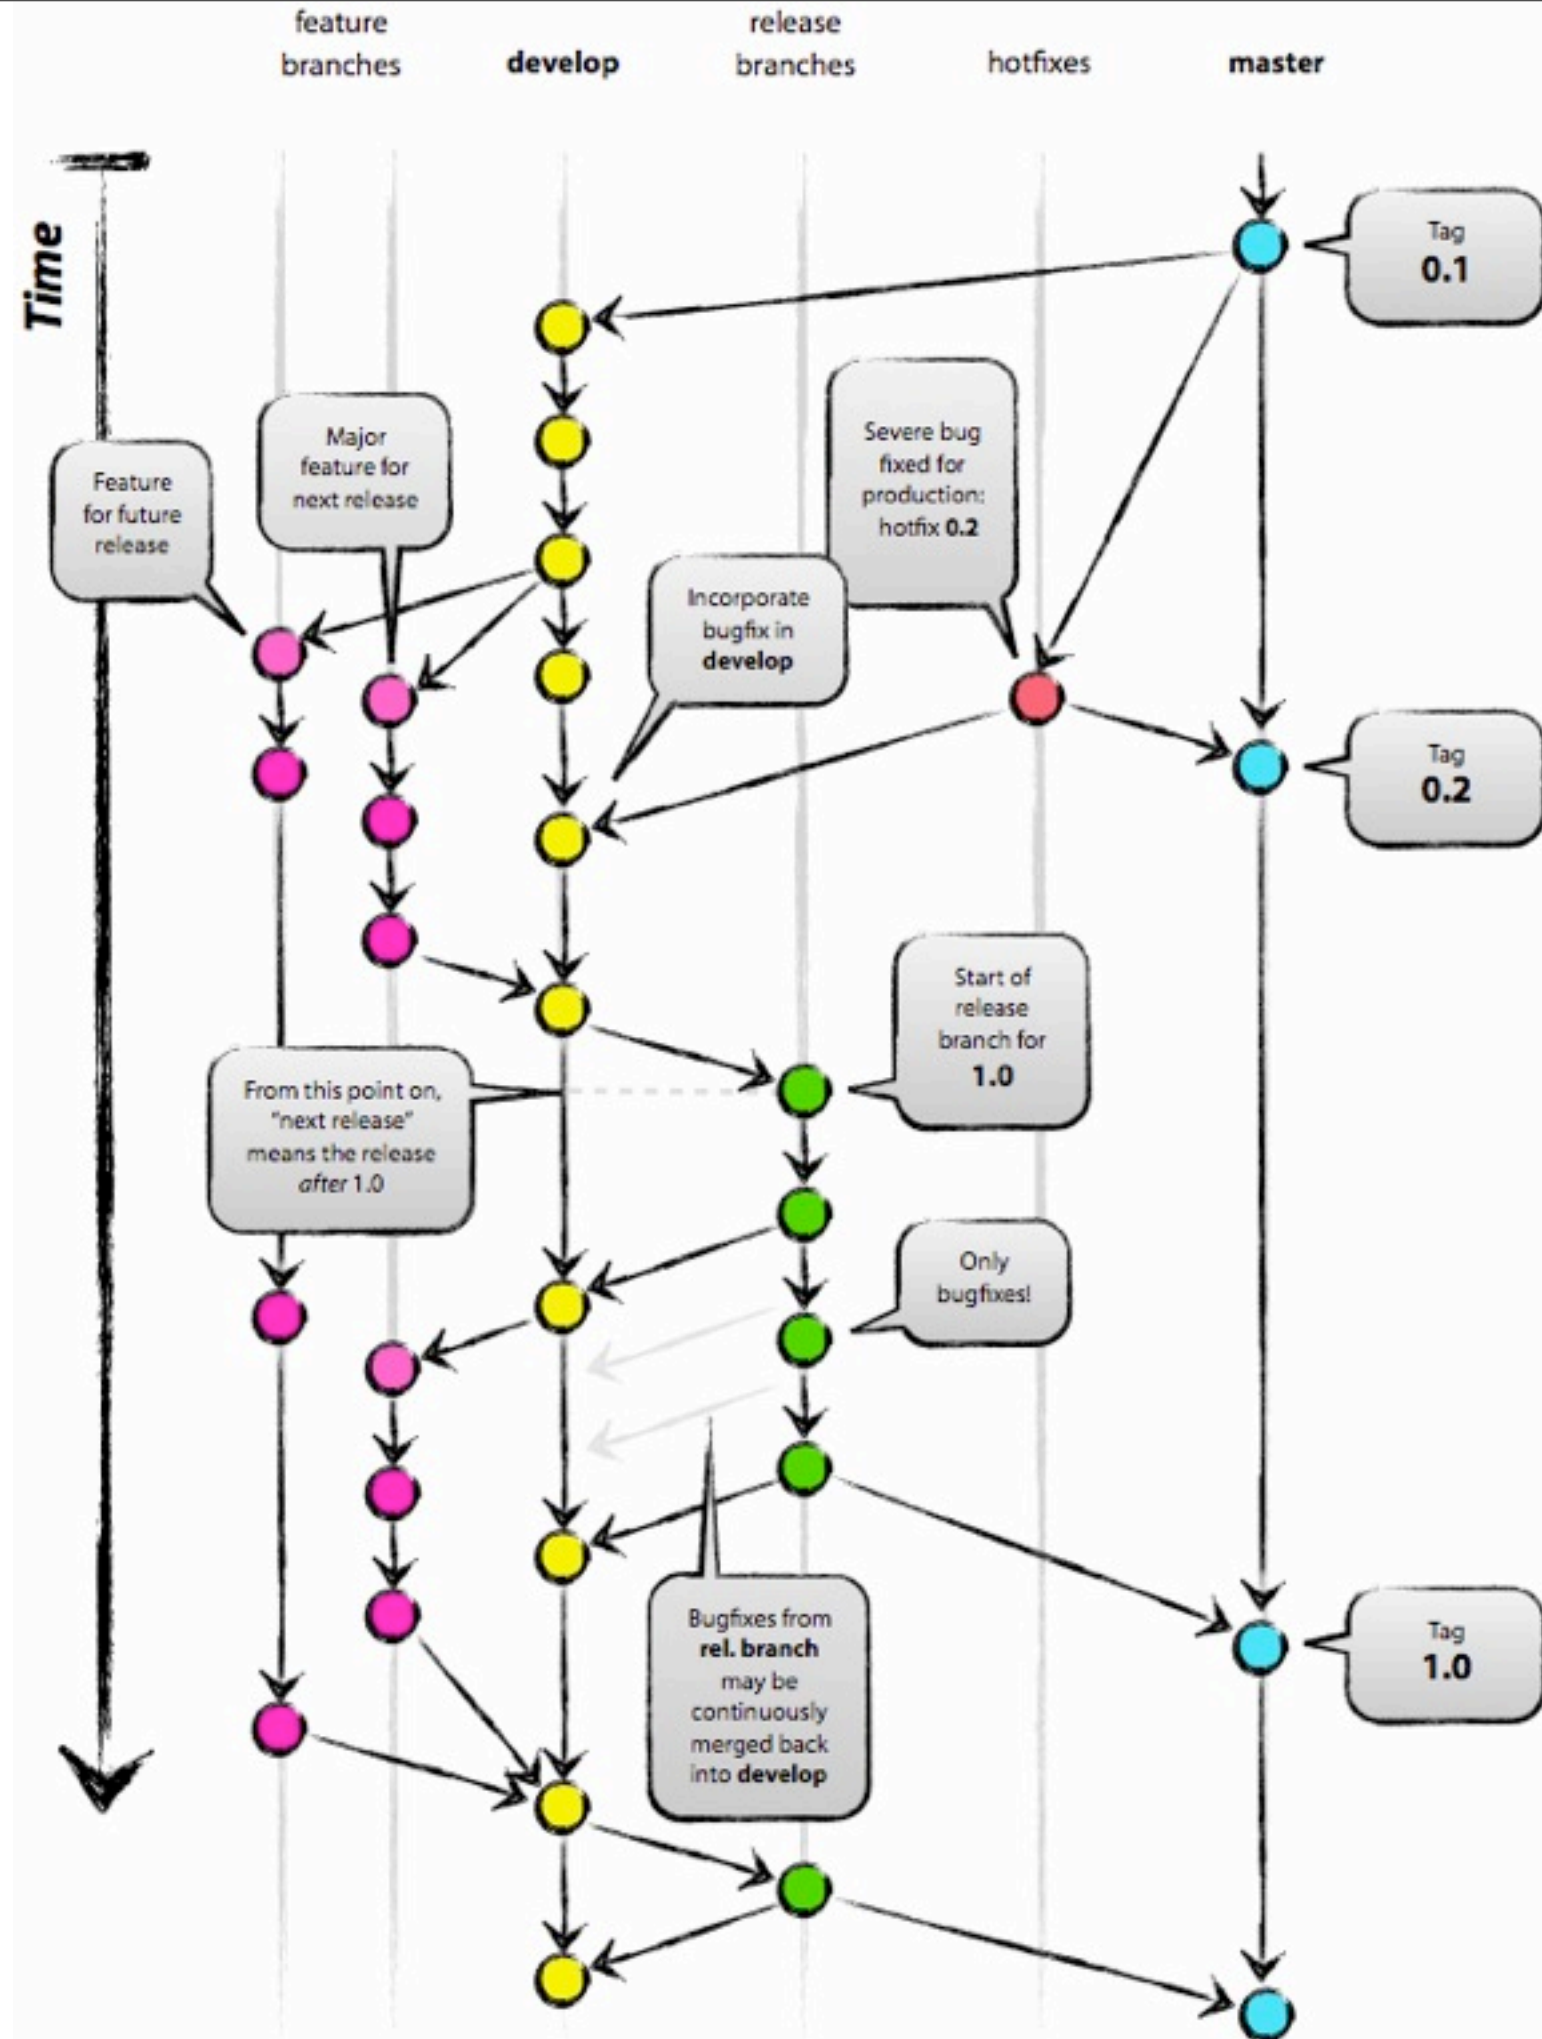 feature
branches
develop
release
branches
hotfixes
master
Time
Tag
0.1
Severe bug
fixed for
production:
hotfix 0.2
Major
feature for
next release
Feature
for future
release
Incorporate
bugfix in
develop
Tag
0.2
Start of
release
branch for
1.0
From this point on,
"next release"
means the release
after 1.0
Only
bugfixes!
Bugfixes from
rel. branch
may be
continuously
merged back
into develop
Tag
1.0